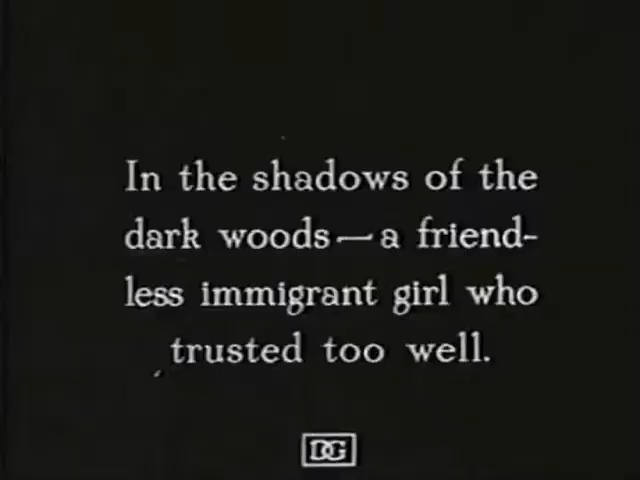 In the shadows of the
dark woods—a friend-
less immigrant girl who
trusted too well.
DG